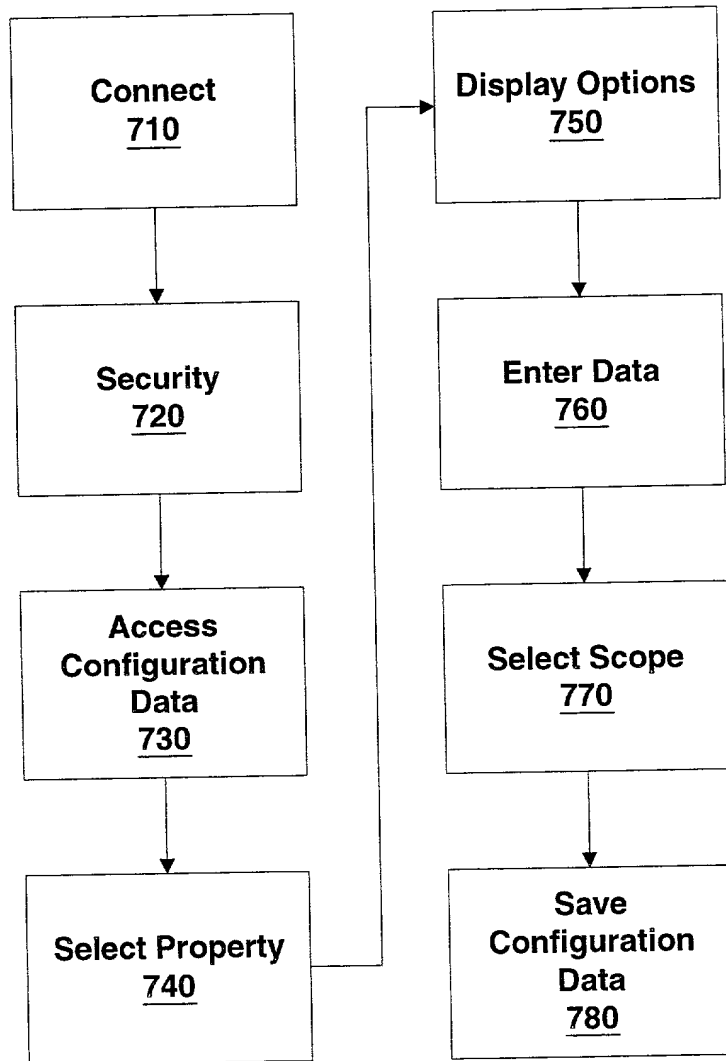 Connect
710
Security
720
Access
Configuration
Data
730
Select Property
740
Display Options
750
Enter Data
760
Select Scope
770
Save
Configuration
Data
780